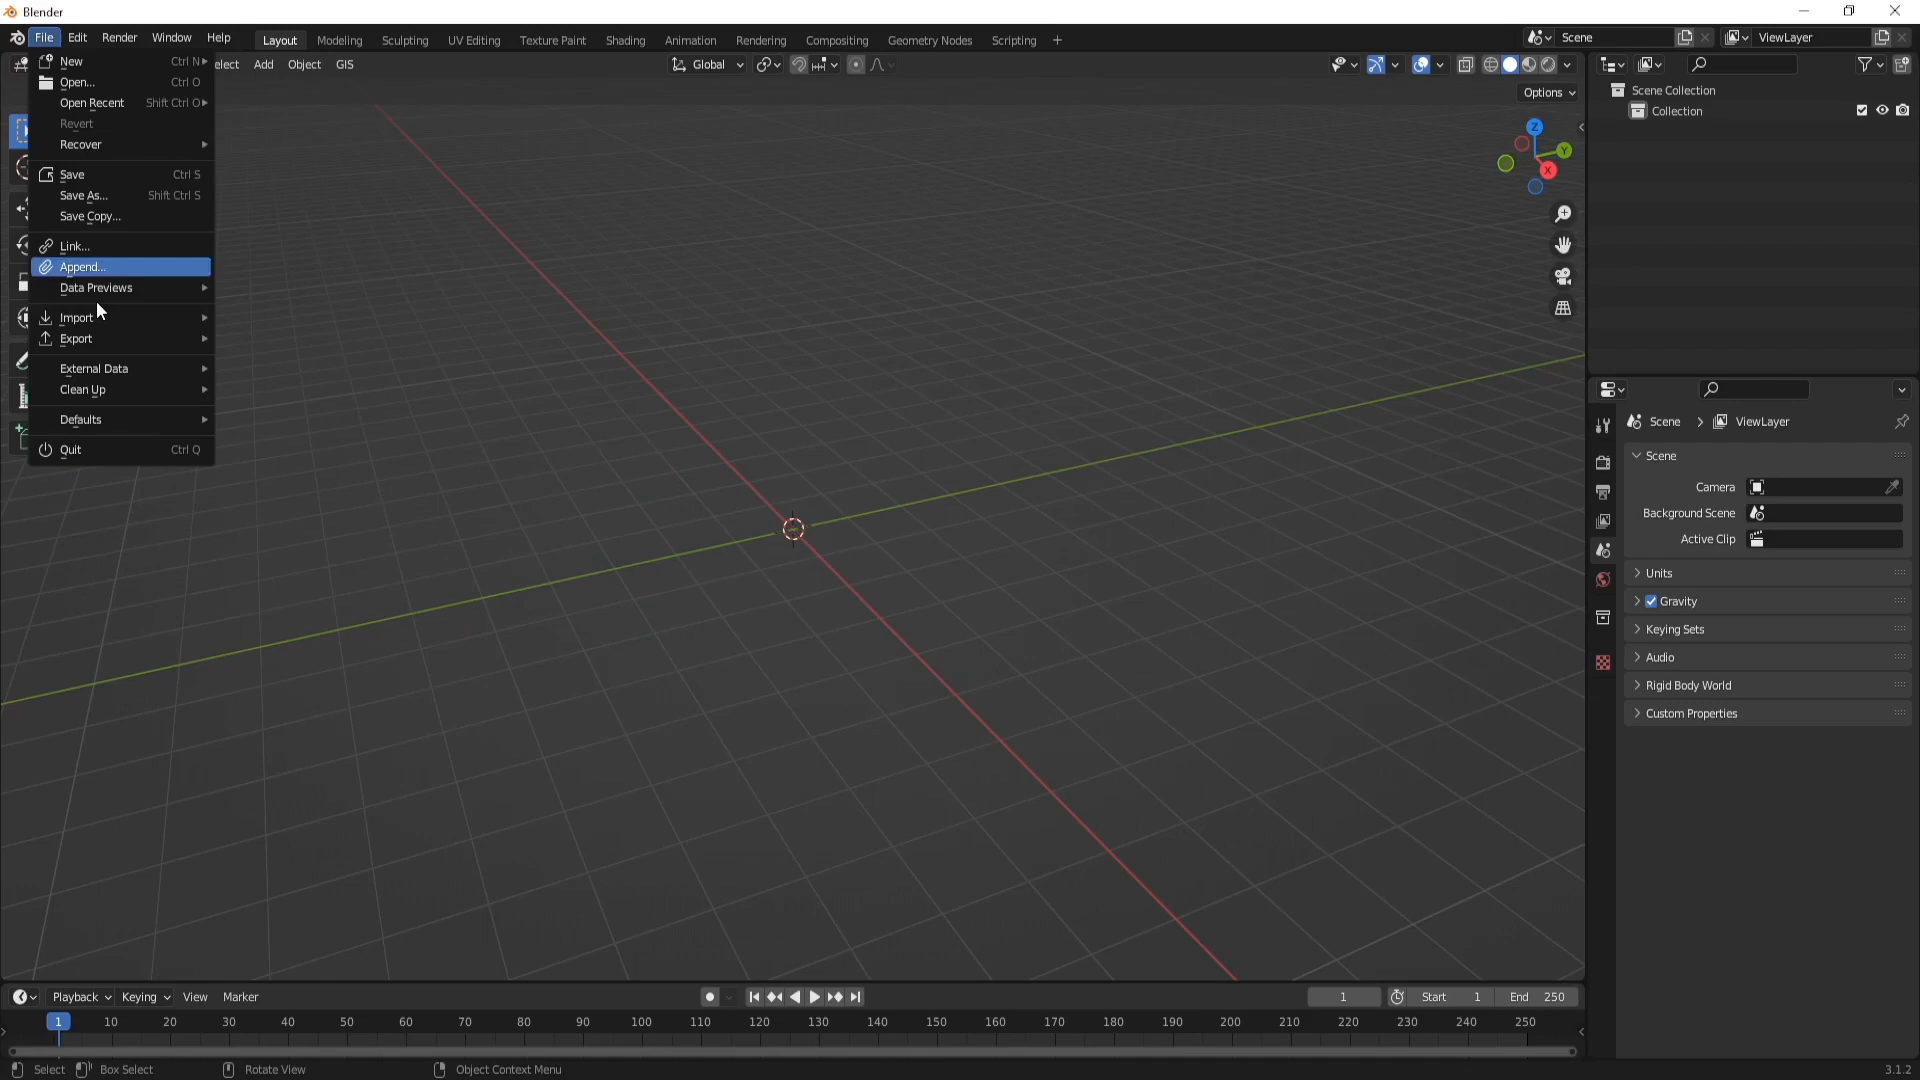 Blender
File Edit Render Window Help Layout Modeling Sculpting UV Editing Texture Paint Shading Animation Rendering Compositing Geometry Nodes Scripting + Scene ViewLayer
elect Add Object GIS Global
Options
Z
Y
X
New Ctrl N
Open... Ctrl O
Open Recent Shift Ctrl O
Revert
Recover
Save Ctrl S
Save As... Shift Ctrl S
Save Copy...
Link...
Append...
Data Previews
Import
Export
External Data
Clean Up
Defaults
Quit Ctrl Q
Scene Collection
Collection
Scene > ViewLayer
Scene
Camera
Background Scene
Active Clip
Units
Gravity
Keying Sets
Audio
Rigid Body World
Custom Properties
Playback Keying View Marker 1 Start 1 End 250
1 10 20 30 40 50 60 70 80 90 100 110 120 130 140 150 160 170 180 190 200 210 220 230 240 250
Select Box Select Rotate View Object Context Menu 3.1.2